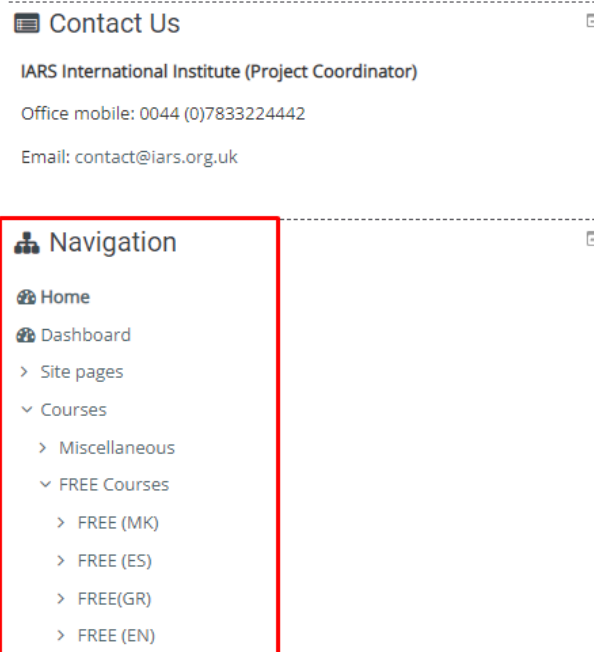 Contact Us
IARS International Institute (Project Coordinator)
Office mobile: 0044 (0)7833224442
Email: contact@iars.org.uk
Navigation
Home
Dashboard
Site pages
Courses
Miscellaneous
FREE Courses
FREE (MK)
FREE (ES)
FREE(GR)
FREE (EN)